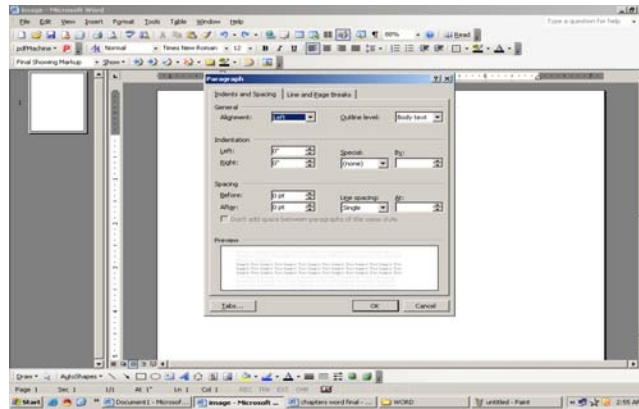 image - Microsoft Word
File Edit View Insert Format Tools Table Window Help Type a question for help
Read
pdfMachine Normal Times New Roman 12 B I U
Final Showing Markup Show
Paragraph
Indents and Spacing Line and Page Breaks
General
Alignment: Left Outline level: Body text
Indentation
Left: 0" Special: By:
Right: 0" (none)
Spacing
Before: 0 pt Line spacing: At:
After: 0 pt Single
Don't add space between paragraphs of the same style
Preview
Tabs... OK Cancel
Draw AutoShapes
Page 1 Sec 1 1/1 At 1" Ln 1 Col 1 REC TRK EXT OVR
Start Document1 - Microsof... image - Microsoft ... chapters word final - ... WORD untitled - Paint 2:55